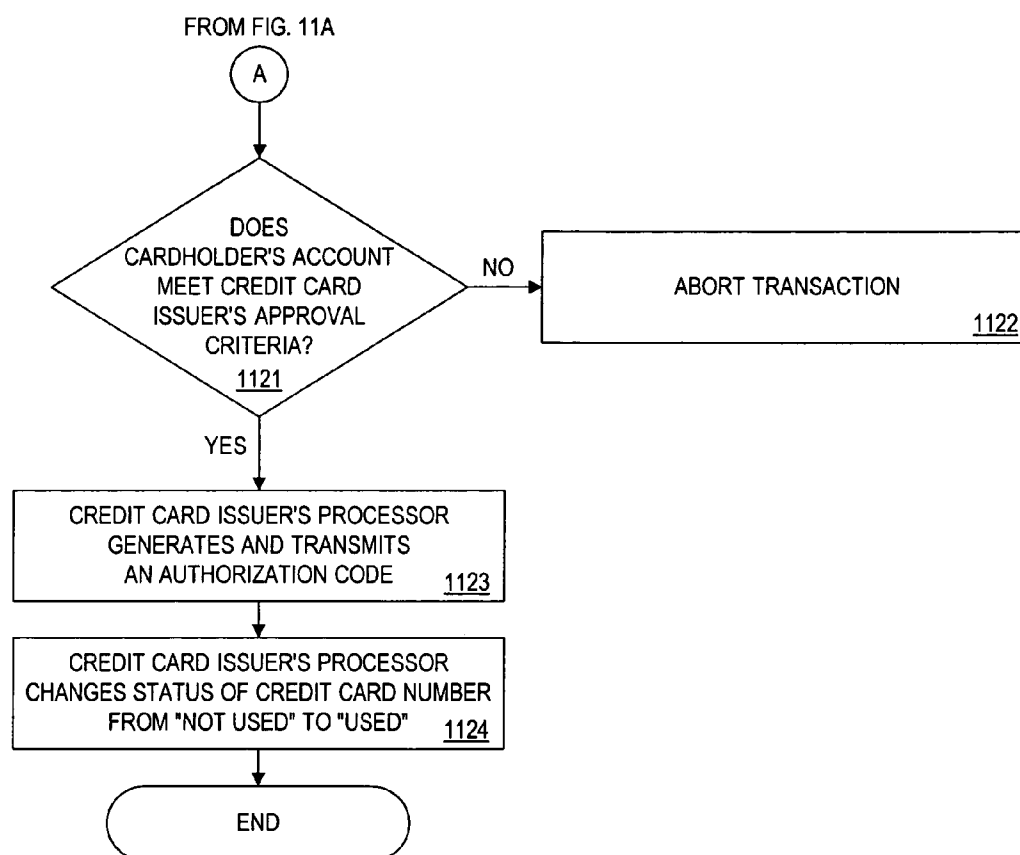 FROM FIG. 11A
A
DOES
CARDHOLDER'S ACCOUNT
MEET CREDIT CARD
ISSUER'S APPROVAL
CRITERIA?
1121
NO
ABORT TRANSACTION
1122
YES
CREDIT CARD ISSUER'S PROCESSOR
GENERATES AND TRANSMITS
AN AUTHORIZATION CODE
1123
CREDIT CARD ISSUER'S PROCESSOR
CHANGES STATUS OF CREDIT CARD NUMBER
FROM "NOT USED" TO "USED"
1124
END